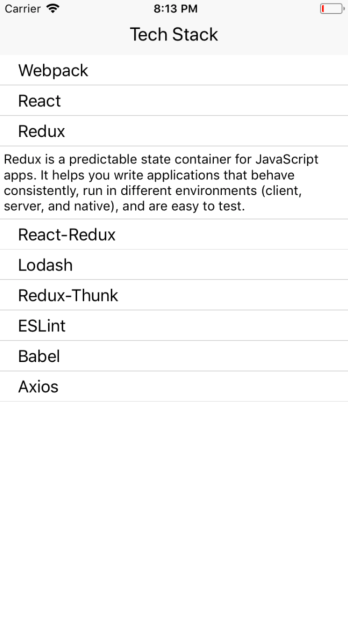 Carrier 8:13 PM
Tech Stack
Webpack
React
Redux
Redux is a predictable state container for JavaScript
apps. It helps you write applications that behave
consistently, run in different environments (client,
server, and native), and are easy to test.
React-Redux
Lodash
Redux-Thunk
ESLint
Babel
Axios